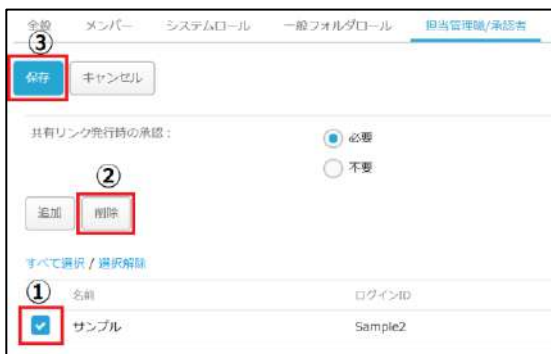 全般 メンバー システムロール 一般フォルダロール 担当管理職/承認者
③
保存 キャンセル
共有リンク発行時の承認： 必要
不要
②
追加 削除
すべて選択 / 選択解除
① 名前 ログインID
サンプル Sample2